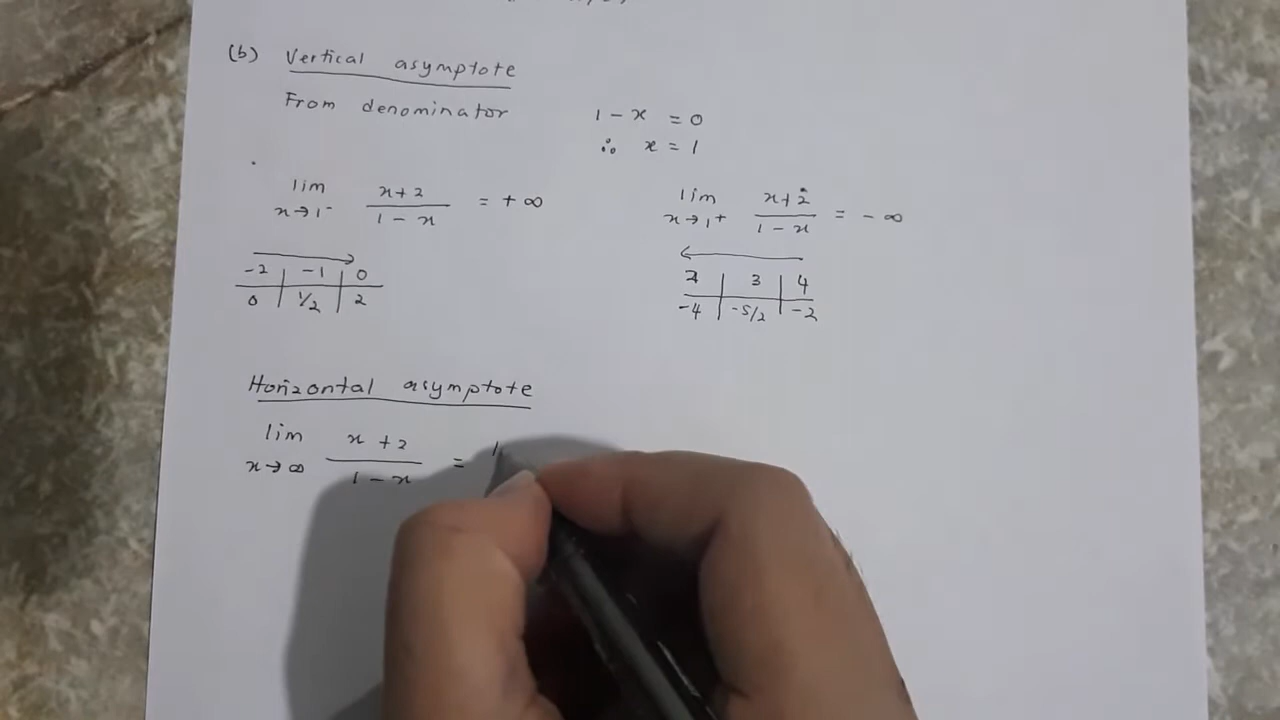 (b) Vertical asymptote
From denominator 1 - x = 0
∴ x = 1
lim x→1⁻ x+2 / 1-x = +∞
lim x→1⁺ x+2 / 1-x = -∞
-2 | -1 | 0
0 | 1/2 | 2
2 | 3 | 4
-4 | -5/2 | -2
Horizontal asymptote
lim x→∞ x+2 / 1-x =